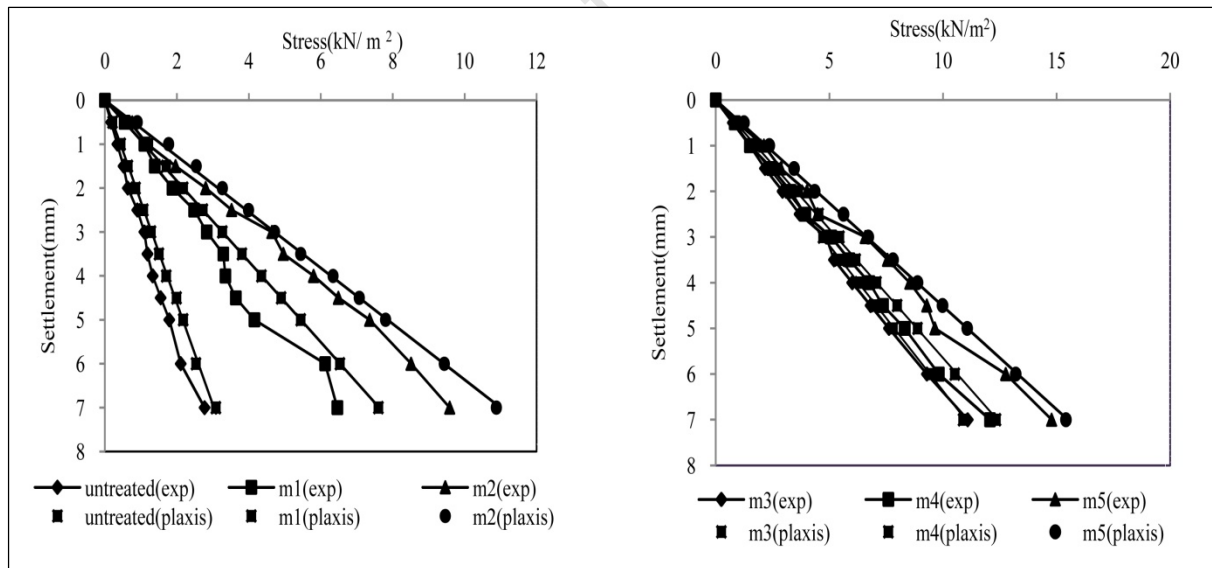 Stress(kN/ m 2 )
0 2 4 6 8 10 12
Settlement(mm)
0
1
2
3
4
5
6
7
8
untreated(exp) m1(exp) m2(exp)
untreated(plaxis) m1(plaxis) m2(plaxis)
Stress(kN/m2)
0 5 10 15 20
Settlement(mm)
0
1
2
3
4
5
6
7
8
m3(exp) m4(exp) m5(exp)
m3(plaxis) m4(plaxis) m5(plaxis)